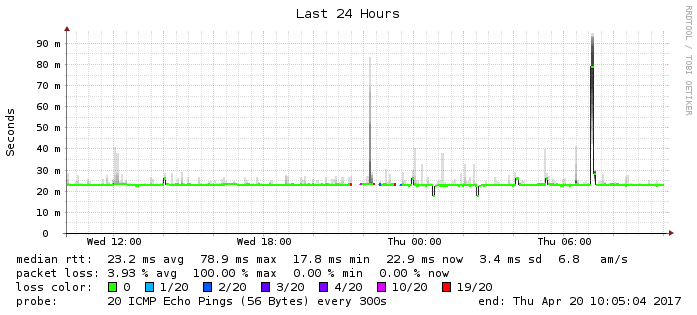 Last 24 Hours
RRDTOOL / TOBI OETIKER
Seconds
90 m
80 m
70 m
60 m
50 m
40 m
30 m
20 m
10 m
0
Wed 12:00 Wed 18:00 Thu 00:00 Thu 06:00
median rtt: 23.2 ms avg 78.9 ms max 17.8 ms min 22.9 ms now 3.4 ms sd 6.8 am/s
packet loss: 3.93 % avg 100.00 % max 0.00 % min 0.00 % now
loss color: 0 1/20 2/20 3/20 4/20 10/20 19/20
probe: 20 ICMP Echo Pings (56 Bytes) every 300s end: Thu Apr 20 10:05:04 2017